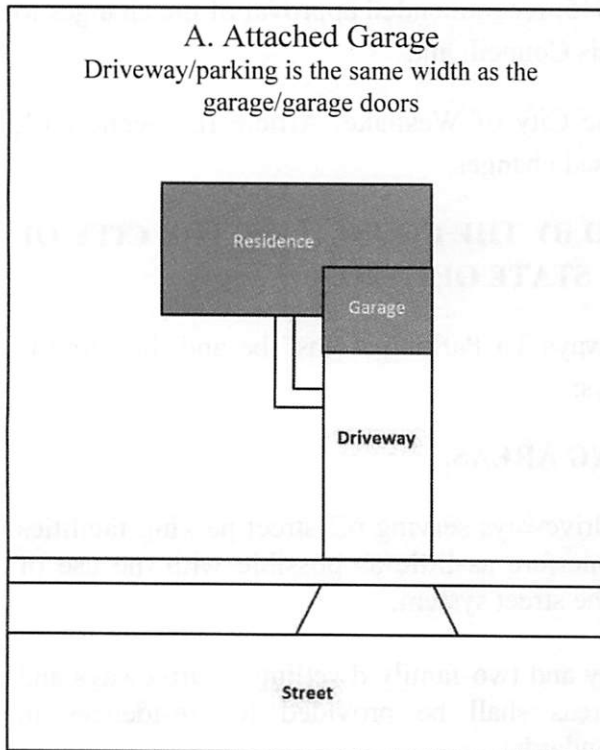 A. Attached Garage
Driveway/parking is the same width as the
garage/garage doors
Residence
Garage
Driveway
Street